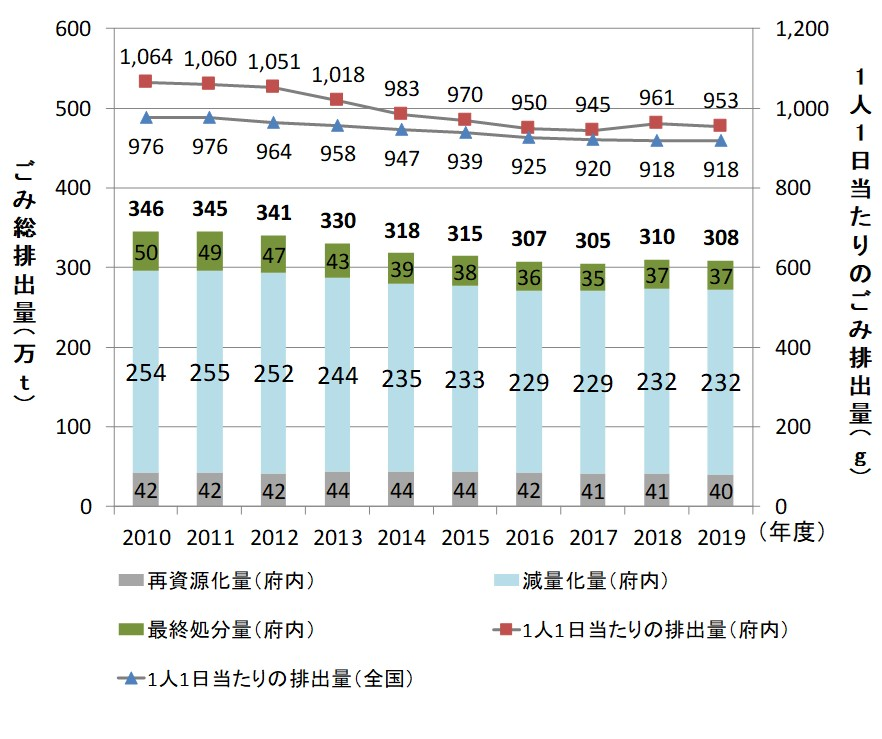 600 1,200
1,064 1,060 1,051 1,018 983 970 950 945 961 953
500 1,000
976 976 964 958 947 939 925 920 918 918
400 800
346 345 341 330 318 315 307 305 310 308
50 49 47 43 39 38 36 35 37 37
300 600
200 400
254 255 252 244 235 233 229 229 232 232
100 200
42 42 42 44 44 44 42 41 41 40
0 0
2010 2011 2012 2013 2014 2015 2016 2017 2018 2019 (年度)
ごみ総排出量(万t)
1人1日当たりのごみ排出量(g)
再資源化量(府内) 減量化量(府内)
最終処分量(府内) 1人1日当たりの排出量(府内)
1人1日当たりの排出量(全国)